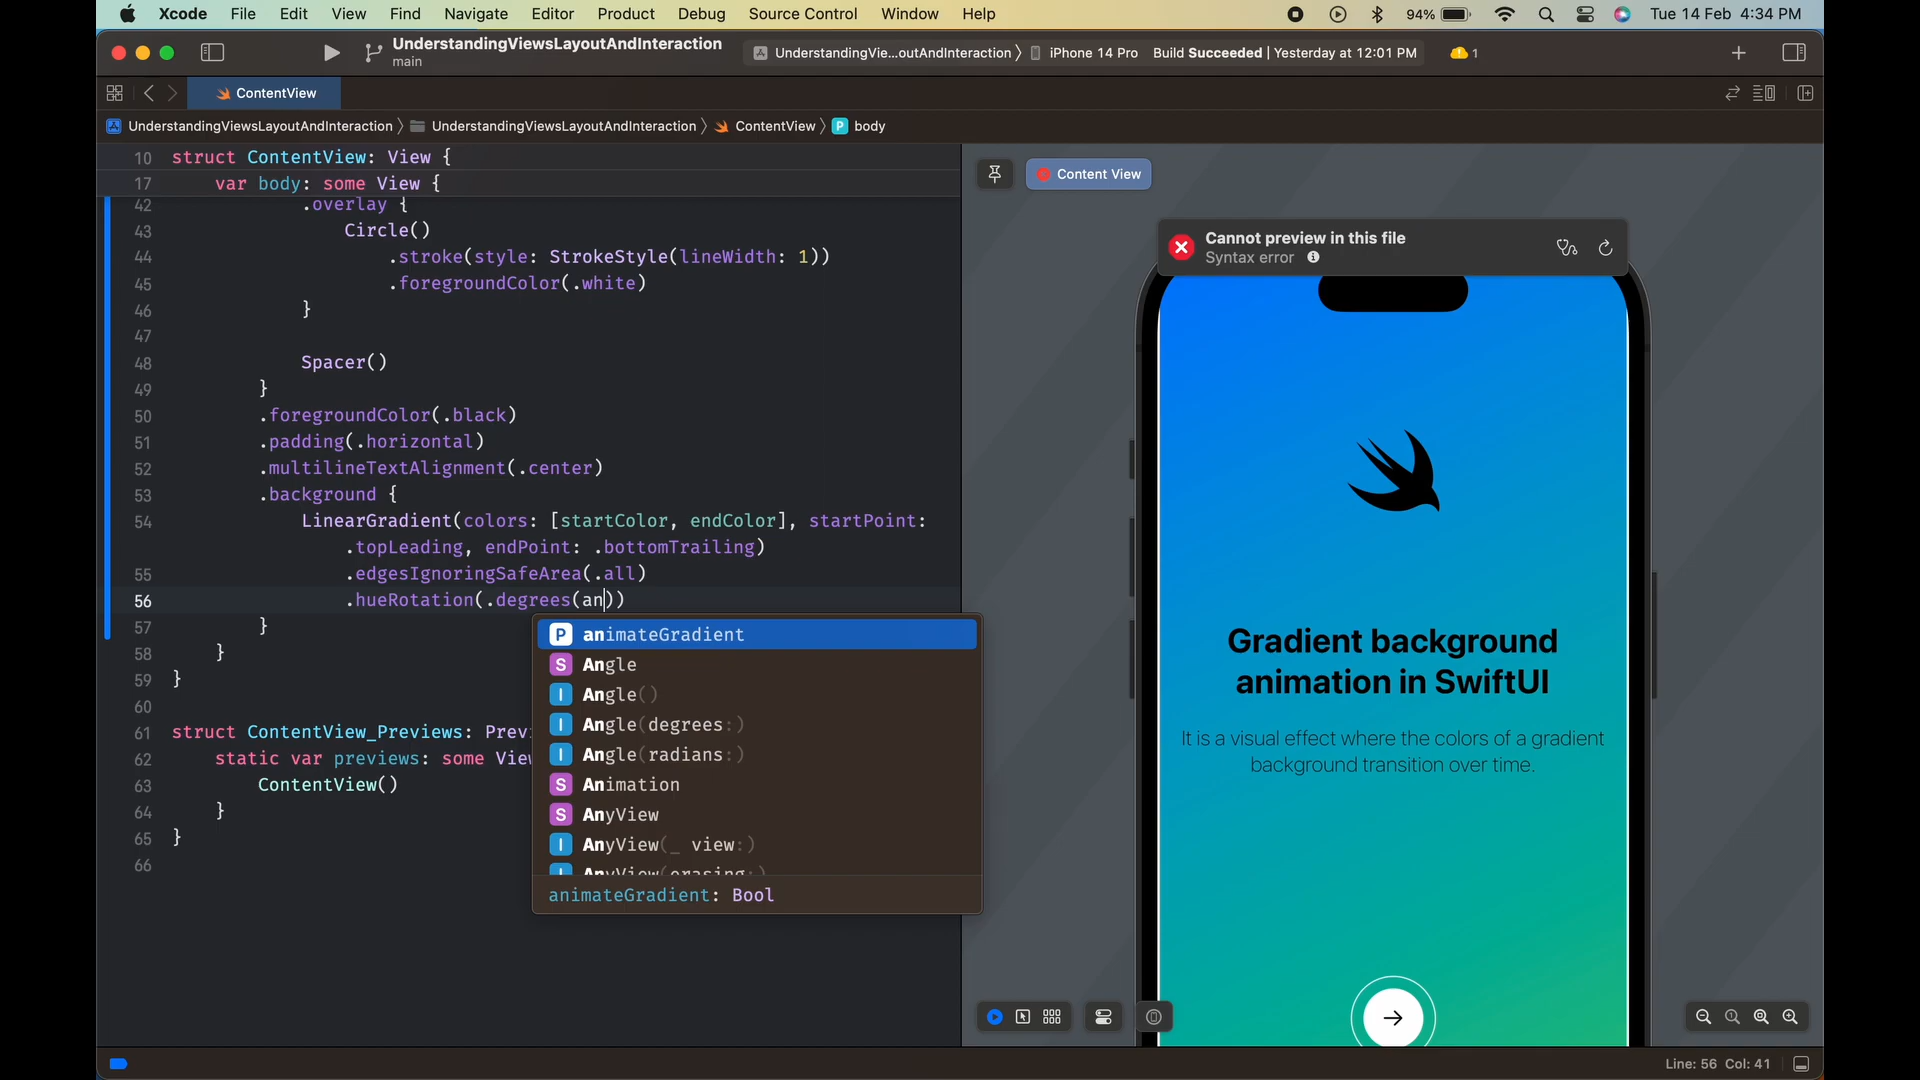 Xcode File Edit View Find Navigate Editor Product Debug Source Control Window Help 94% Tue 14 Feb 4:34 PM
UnderstandingViewsLayoutAndInteraction
main
UnderstandingVie...outAndInteraction 〉 iPhone 14 Pro Build Succeeded | Yesterday at 12:01 PM 1
ContentView
UnderstandingViewsLayoutAndInteraction 〉 UnderstandingViewsLayoutAndInteraction 〉 ContentView 〉 P body
10 struct ContentView: View {
17 var body: some View {
42 .overlay {
43 Circle()
44 .stroke(style: StrokeStyle(lineWidth: 1))
45 .foregroundColor(.white)
46 }
47
48 Spacer()
49 }
50 .foregroundColor(.black)
51 .padding(.horizontal)
52 .multilineTextAlignment(.center)
53 .background {
54 LinearGradient(colors: [startColor, endColor], startPoint:
.topLeading, endPoint: .bottomTrailing)
55 .edgesIgnoringSafeArea(.all)
56 .hueRotation(.degrees(an))
57 }
58 }
59 }
60
61 struct ContentView_Previews: Prev
62 static var previews: some View
63 ContentView()
64 }
65 }
66
P animateGradient
S Angle
I Angle()
I Angle(degrees:)
I Angle(radians:)
S Animation
S AnyView
I AnyView(_ view:)
I AnyView(erasing:)
animateGradient: Bool
Content View
Cannot preview in this file
Syntax error
Gradient background
animation in SwiftUI
It is a visual effect where the colors of a gradient
background transition over time.
Line: 56 Col: 41